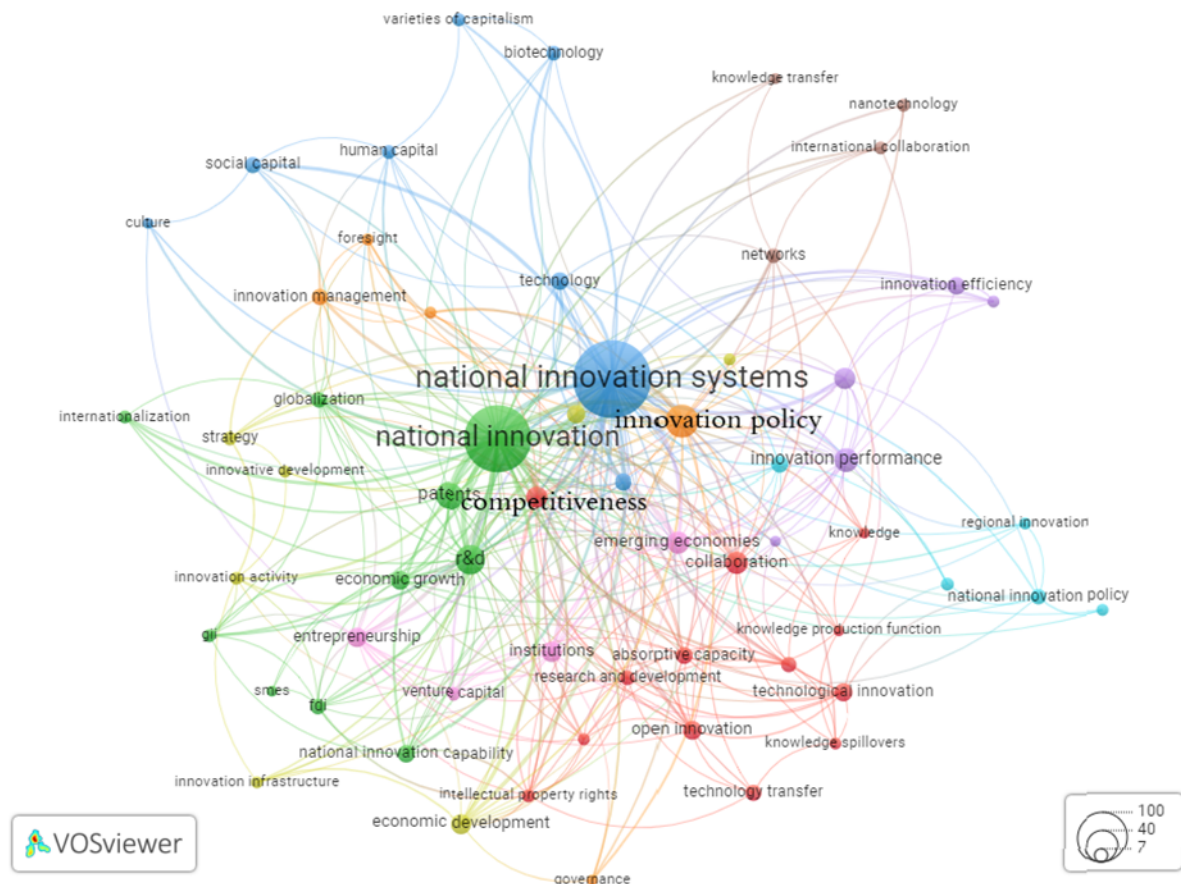 varieties of capitalism
biotechnology
knowledge transfer
nanotechnology
international collaboration
human capital
social capital
culture
foresight
networks
technology
innovation efficiency
innovation management
national innovation systems
globalization
internationalization
innovation policy
strategy
national innovation
innovation performance
innovative development
patents
competitiveness
regional innovation
knowledge
emerging economies
r&d
collaboration
innovation activity
economic growth
national innovation policy
knowledge production function
gii
entrepreneurship
institutions
absorptive capacity
research and development
smes
venture capital
technological innovation
fdi
open innovation
knowledge spillovers
national innovation capability
innovation infrastructure
intellectual property rights
technology transfer
economic development
governance
VOSviewer
100
40
7